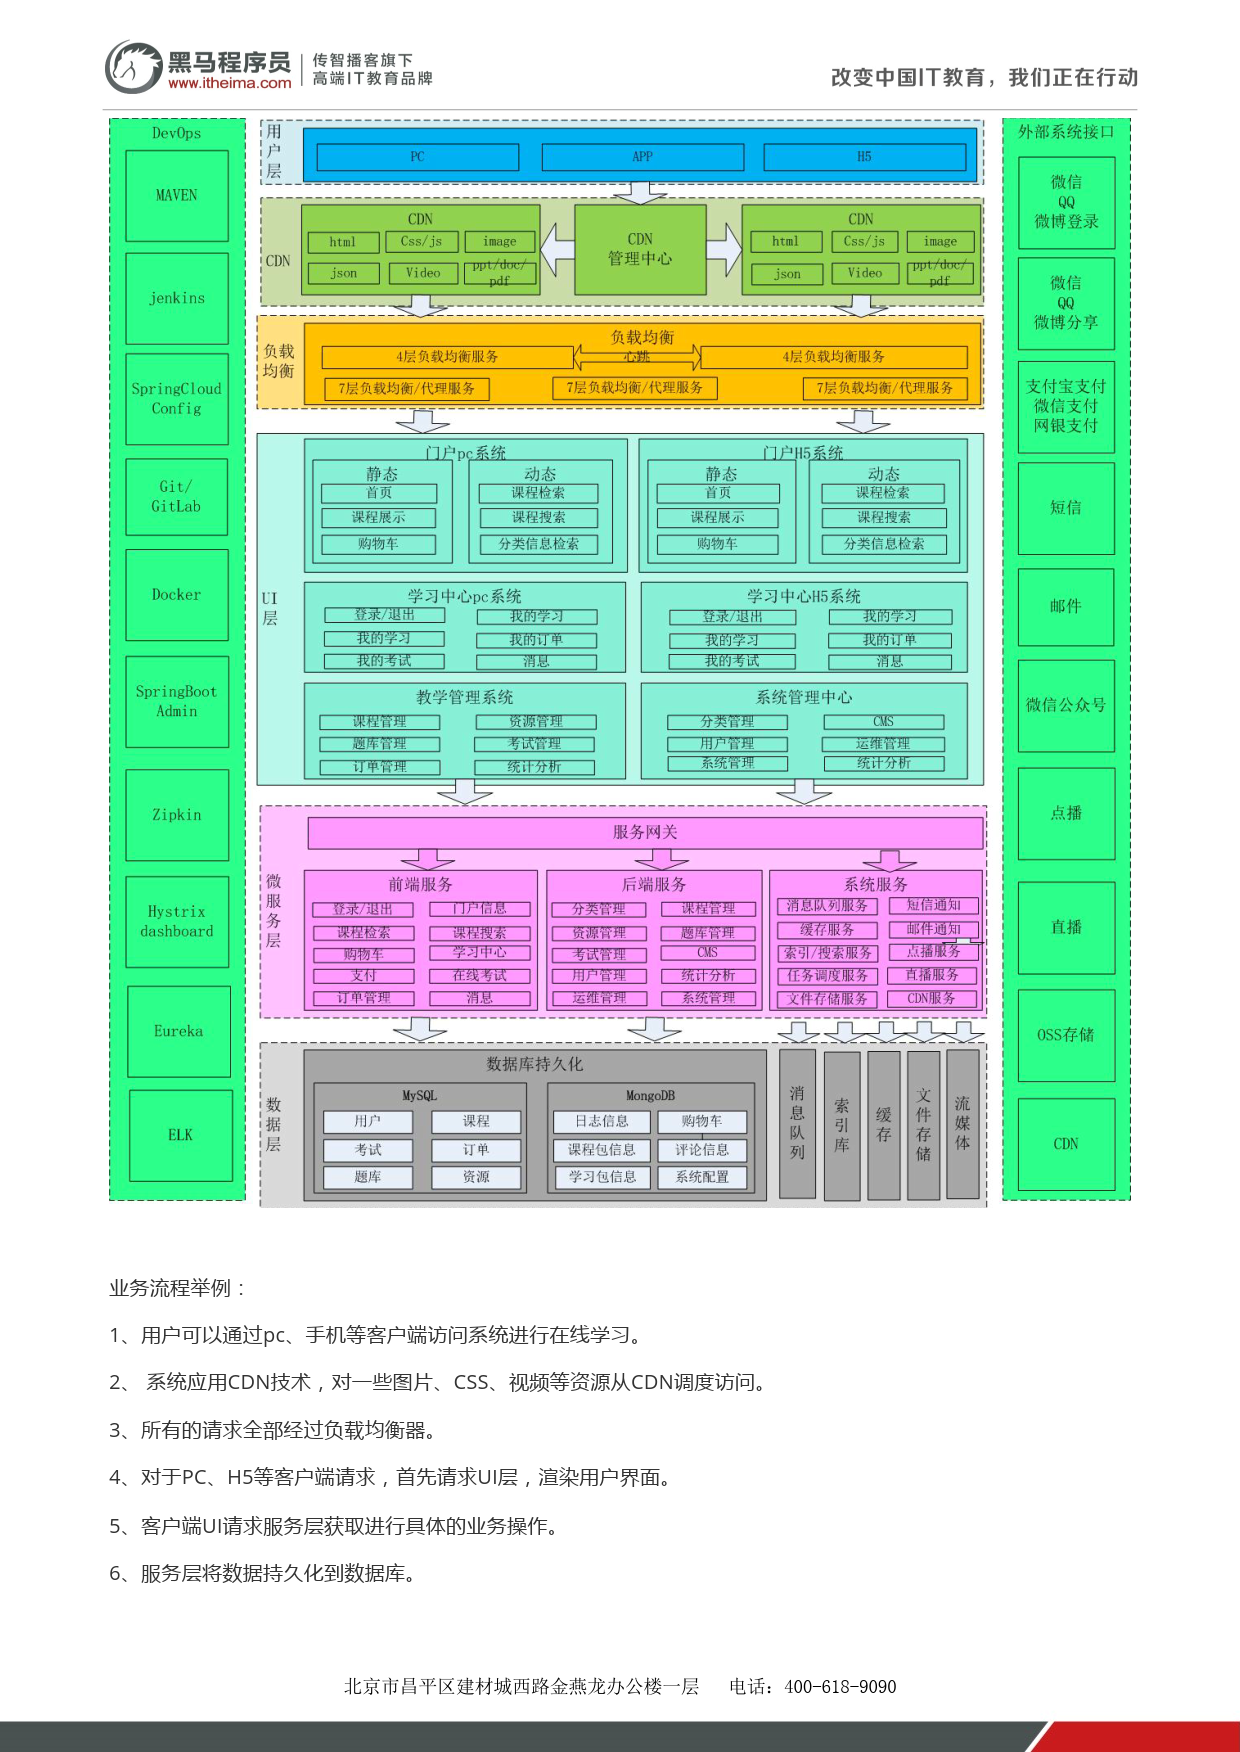 黑马程序员
www.itheima.com
传智播客旗下
高端IT教育品牌
改变中国IT教育，我们正在行动
DevOps
MAVEN
jenkins
SpringCloud
Config
Git/
GitLab
Docker
SpringBoot
Admin
Zipkin
Hystrix
dashboard
Eureka
ELK
用户层
PC
APP
H5
CDN
CDN
html
Css/js
image
json
Video
ppt/doc/
pdf
CDN
管理中心
CDN
html
Css/js
image
json
Video
ppt/doc/
pdf
负载
均衡
负载均衡
4层负载均衡服务
心跳
4层负载均衡服务
7层负载均衡/代理服务
7层负载均衡/代理服务
7层负载均衡/代理服务
UI
层
门户pc系统
静态
首页
课程展示
购物车
动态
课程检索
课程搜索
分类信息检索
门户H5系统
静态
首页
课程展示
购物车
动态
课程检索
课程搜索
分类信息检索
学习中心pc系统
登录/退出
我的学习
我的学习
我的订单
我的考试
消息
学习中心H5系统
登录/退出
我的学习
我的学习
我的订单
我的考试
消息
教学管理系统
课程管理
资源管理
题库管理
考试管理
订单管理
统计分析
系统管理中心
分类管理
CMS
用户管理
运维管理
系统管理
统计分析
微服务层
服务网关
前端服务
登录/退出
门户信息
课程检索
课程搜索
购物车
学习中心
支付
在线考试
订单管理
消息
后端服务
分类管理
课程管理
资源管理
题库管理
考试管理
CMS
用户管理
统计分析
运维管理
系统管理
系统服务
消息队列服务
短信通知
缓存服务
邮件通知
索引/搜索服务
点播服务
任务调度服务
直播服务
文件存储服务
CDN服务
数据层
数据库持久化
MySQL
用户
课程
考试
订单
题库
资源
MongoDB
日志信息
购物车
课程包信息
评论信息
学习包信息
系统配置
消息队列
索引库
缓存
文件存储
流媒体
外部系统接口
微信
QQ
微博登录
微信
QQ
微博分享
支付宝支付
微信支付
网银支付
短信
邮件
微信公众号
点播
直播
OSS存储
CDN
业务流程举例：
1、用户可以通过pc、手机等客户端访问系统进行在线学习。
2、 系统应用CDN技术，对一些图片、CSS、视频等资源从CDN调度访问。
3、所有的请求全部经过负载均衡器。
4、对于PC、H5等客户端请求，首先请求UI层，渲染用户界面。
5、客户端UI请求服务层获取进行具体的业务操作。
6、服务层将数据持久化到数据库。
北京市昌平区建材城西路金燕龙办公楼一层 电话：400-618-9090